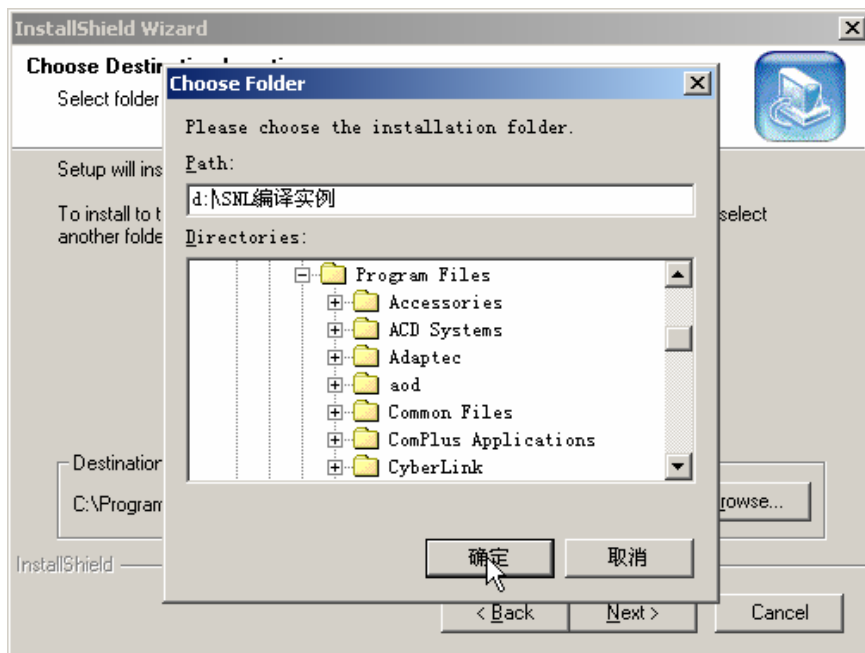 InstallShield Wizard
Choose Desti
Choose Folder
Select folder
Please choose the installation folder.
Setup will ins
Path:
d:\SNL编译实例
To install to t
select
another folde
Directories:
Program Files
Accessories
ACD Systems
Adaptec
aod
Common Files
ComPlus Applications
CyberLink
Destination
C:\Program
rowse...
确定
取消
InstallShield
< Back
Next >
Cancel